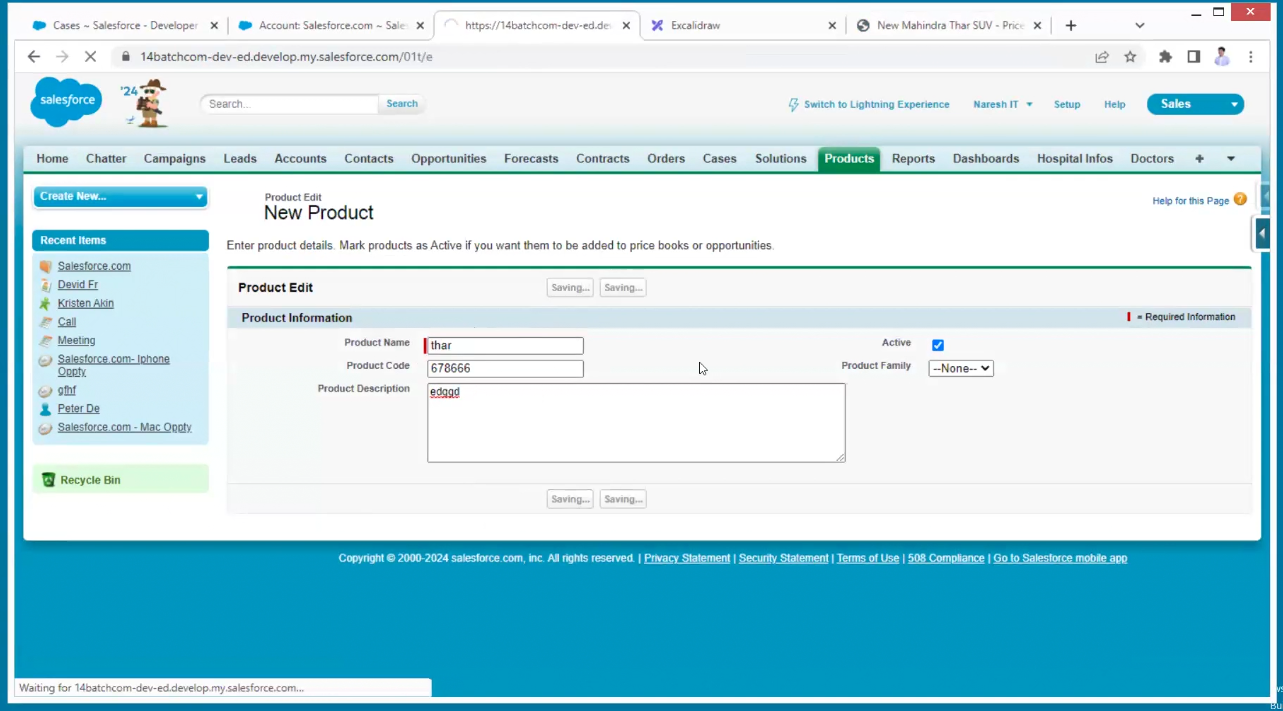 Cases ~ Salesforce - Developer
Account: Salesforce.com ~ Sales
https://14batchcom-dev-ed.de
Excalidraw
New Mahindra Thar SUV - Price
14batchcom-dev-ed.develop.my.salesforce.com/01t/e
salesforce
'24
Search...
Search
Switch to Lightning Experience
Naresh IT
Setup
Help
Sales
Home Chatter Campaigns Leads Accounts Contacts Opportunities Forecasts Contracts Orders Cases Solutions Products Reports Dashboards Hospital Infos Doctors +
Create New...
Product Edit
New Product
Help for this Page ?
Recent Items
Salesforce.com
Devid Fr
Kristen Akin
Call
Meeting
Salesforce.com- Iphone
Oppty
gfhf
Peter De
Salesforce.com - Mac Oppty
Recycle Bin
Enter product details. Mark products as Active if you want them to be added to price books or opportunities.
Product Edit
Saving... Saving...
Product Information
= Required Information
Product Name thar
Active
Product Code 678666
Product Family --None--
Product Description edggd
Saving... Saving...
Copyright © 2000-2024 salesforce.com, inc. All rights reserved. | Privacy Statement | Security Statement | Terms of Use | 508 Compliance | Go to Salesforce mobile app
Waiting for 14batchcom-dev-ed.develop.my.salesforce.com...